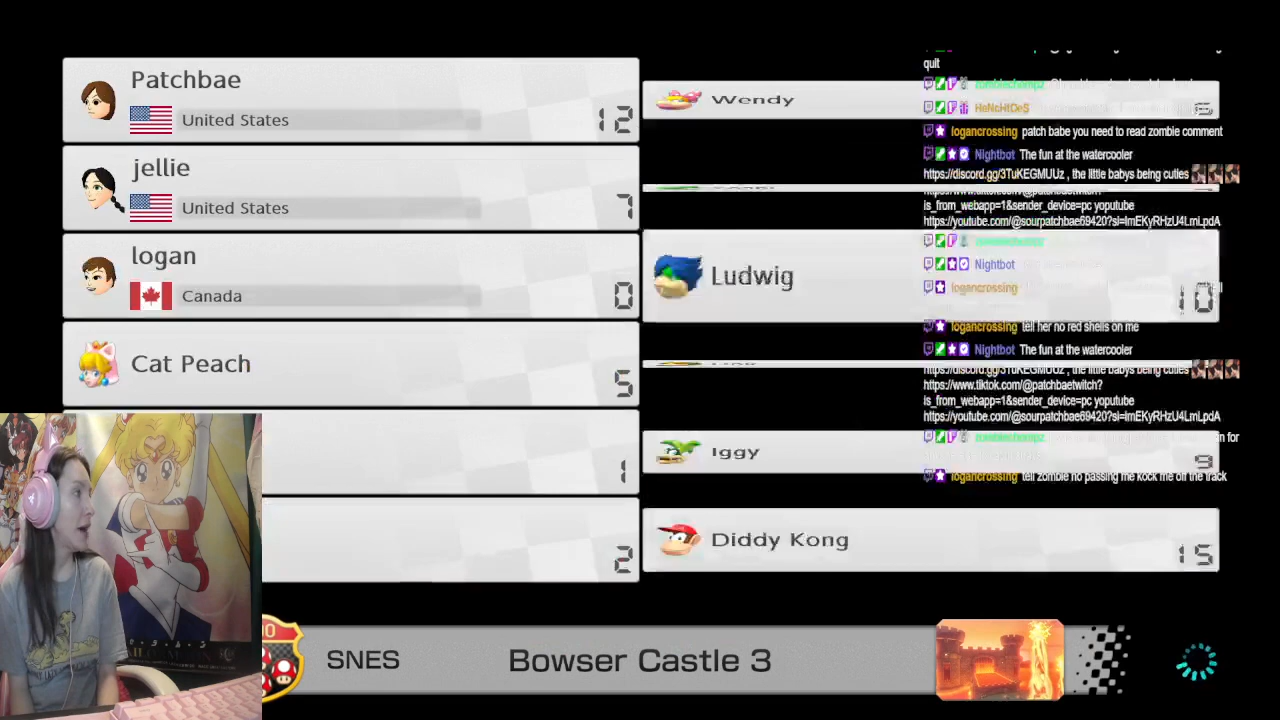 Patchbae
United States
12
jellie
United States
7
logan
Canada
0
Cat Peach
5
1
2
Wendy
Ludwig
10
Iggy
9
Diddy Kong
15
quit
HeNcHtDeS
logancrossing patch babe you need to read zombie comment
Nightbot The fun at the watercooler
https://discord.gg/3TuKEGMUUz , the little babys being cuties
https://www.tiktok.com/@patchbaetwitch?
is_from_webapp=1&sender_device=pc yoputube
https://youtube.com/@sourpatchbae69420?si=lmEKyRHzU4LmLpdA
Nightbot
logancrossing
logancrossing tell her no red shells on me
Nightbot The fun at the watercooler
https://discord.gg/3TuKEGMUUz , the little babys being cuties
https://www.tiktok.com/@patchbaetwitch?
is_from_webapp=1&sender_device=pc yoputube
https://youtube.com/@sourpatchbae69420?si=lmEKyRHzU4LmLpdA
logancrossing tell zombie no passing me kock me off the track
SNES
Bowser Castle 3